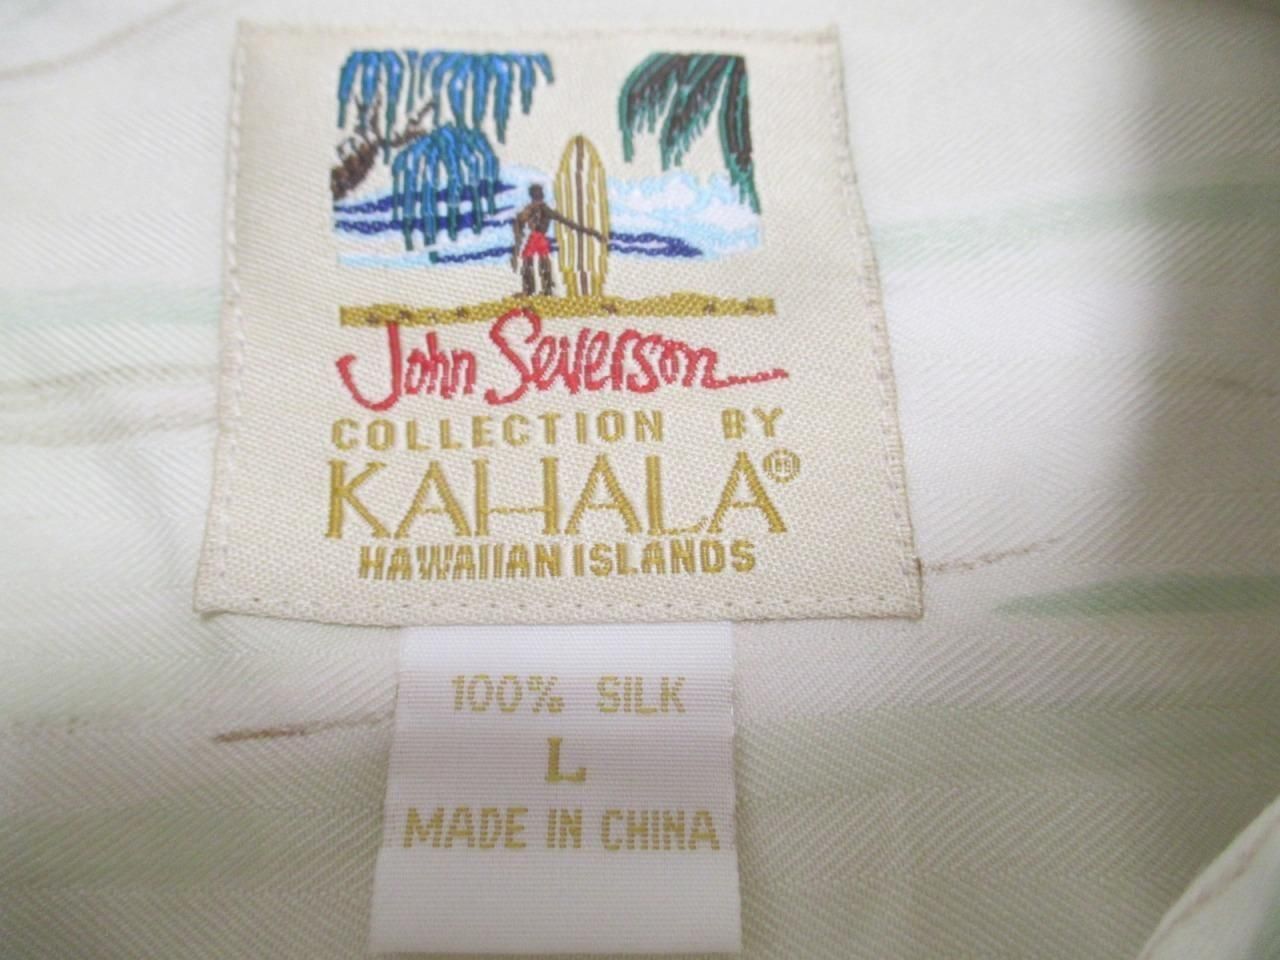 John Severson
COLLECTION BY
KAHALA®
HAWAIIAN ISLANDS
100% SILK
L
MADE IN CHINA